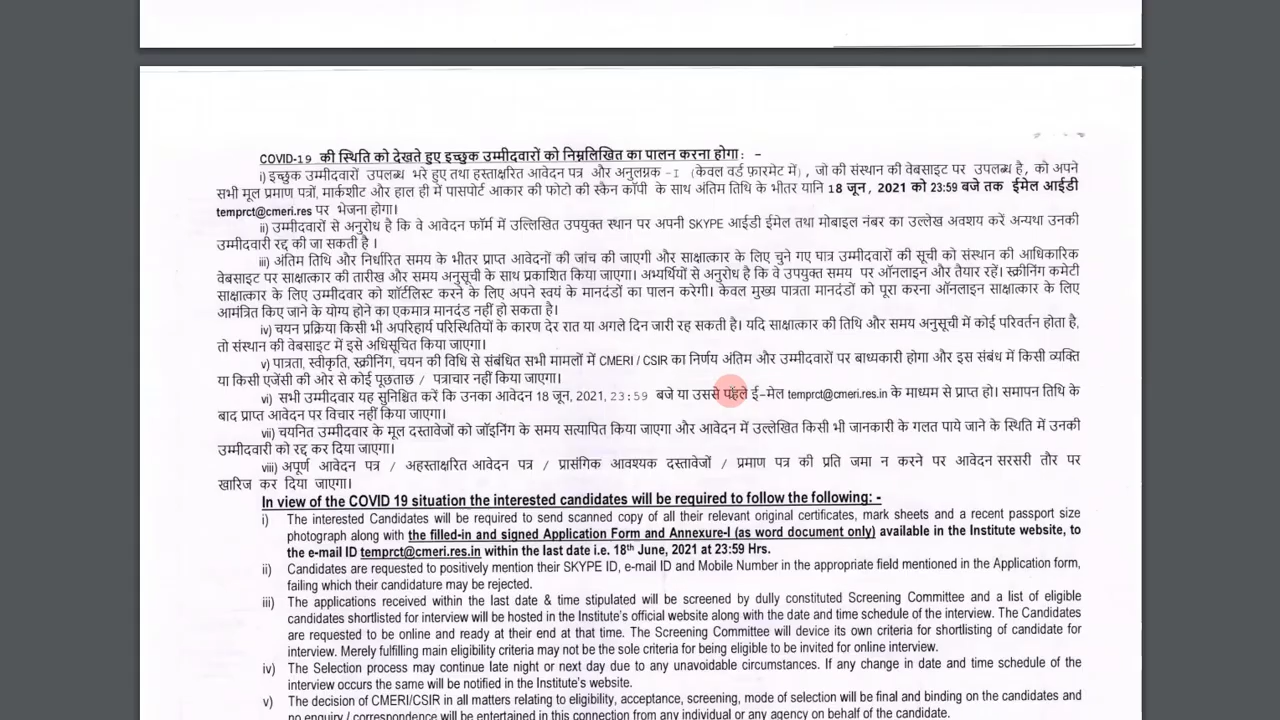 COVID-19 की स्थिति को देखते हुए इच्छुक उम्मीदवारों को निम्नलिखित का पालन करना होगा: -
i) इच्छुक उम्मीदवारों उपलब्ध भरे हुए तथा हस्ताक्षरित आवेदन पत्र और अनुलग्नक -I (केवल वर्ड फ़ारमेट में), जो की संस्थान की वेबसाइट पर उपलब्ध है, को अपने
सभी मूल प्रमाण पत्रों, मार्कशीट और हाल ही में पासपोर्ट आकार की फोटो की स्कैन कॉपी के साथ अंतिम तिथि के भीतर यानि 18 जून, 2021 को 23:59 बजे तक ईमेल आईडी
temprct@cmeri.res पर भेजना होगा।
ii) उम्मीदवारों से अनुरोध है कि वे आवेदन फॉर्म में उल्लिखित उपयुक्त स्थान पर अपनी SKYPE आईडी ईमेल तथा मोबाइल नंबर का उल्लेख अवशय करें अन्यथा उनकी
उम्मीदवारी रद्द की जा सकती है ।
iii) अंतिम तिथि और निर्धारित समय के भीतर प्राप्त आवेदनों की जांच की जाएगी और साक्षात्कार के लिए चुने गए पात्र उम्मीदवारों की सूची को संस्थान की आधिकारिक
वेबसाइट पर साक्षात्कार की तारीख और समय अनुसूची के साथ प्रकाशित किया जाएगा। अभ्यर्थियों से अनुरोध है कि वे उपयुक्त समय पर ऑनलाइन और तैयार रहें। स्क्रीनिंग कमेटी
साक्षात्कार के लिए उम्मीदवार को शॉर्टलिस्ट करने के लिए अपने स्वयं के मानदंडों का पालन करेगी। केवल मुख्य पात्रता मानदंडों को पूरा करना ऑनलाइन साक्षात्कार के लिए
आमंत्रित किए जाने के योग्य होने का एकमात्र मानदंड नहीं हो सकता है।
iv) चयन प्रक्रिया किसी भी अपरिहार्य परिस्थितियों के कारण देर रात या अगले दिन जारी रह सकती है। यदि साक्षात्कार की तिथि और समय अनुसूची में कोई परिवर्तन होता है,
तो संस्थान की वेबसाइट में इसे अधिसूचित किया जाएगा।
v) पात्रता, स्वीकृति, स्क्रीनिंग, चयन की विधि से संबंधित सभी मामलों में CMERI / CSIR का निर्णय अंतिम और उम्मीदवारों पर बाध्यकारी होगा और इस संबंध में किसी व्यक्ति
या किसी एजेंसी की ओर से कोई पूछताछ / पत्राचार नहीं किया जाएगा।
vi) सभी उम्मीदवार यह सुनिश्चित करें कि उनका आवेदन 18 जून, 2021, 23:59 बजे या उससे पहले ई-मेल temprct@cmeri.res.in के माध्यम से प्राप्त हो। समापन तिथि के
बाद प्राप्त आवेदन पर विचार नहीं किया जाएगा।
vii) चयनित उम्मीदवार के मूल दस्तावेजों को जॉइनिंग के समय सत्यापित किया जाएगा और आवेदन में उल्लेखित किसी भी जानकारी के गलत पाये जाने के स्थिति में उनकी
उम्मीदवारी को रद्द कर दिया जाएगा।
viii) अपूर्ण आवेदन पत्र / अहस्ताक्षरित आवेदन पत्र / प्रासंगिक आवश्यक दस्तावेजों / प्रमाण पत्र की प्रति जमा न करने पर आवेदन सरसरी तौर पर
खारिज कर दिया जाएगा।
In view of the COVID 19 situation the interested candidates will be required to follow the following: -
i) The interested Candidates will be required to send scanned copy of all their relevant original certificates, mark sheets and a recent passport size
photograph along with the filled-in and signed Application Form and Annexure-I (as word document only) available in the Institute website, to
the e-mail ID temprct@cmeri.res.in within the last date i.e. 18th June, 2021 at 23:59 Hrs.
ii) Candidates are requested to positively mention their SKYPE ID, e-mail ID and Mobile Number in the appropriate field mentioned in the Application form,
failing which their candidature may be rejected.
iii) The applications received within the last date & time stipulated will be screened by dully constituted Screening Committee and a list of eligible
candidates shortlisted for interview will be hosted in the Institute's official website along with the date and time schedule of the interview. The Candidates
are requested to be online and ready at their end at that time. The Screening Committee will device its own criteria for shortlisting of candidate for
interview. Merely fulfilling main eligibility criteria may not be the sole criteria for being eligible to be invited for online interview.
iv) The Selection process may continue late night or next day due to any unavoidable circumstances. If any change in date and time schedule of the
interview occurs the same will be notified in the Institute's website.
v) The decision of CMERI/CSIR in all matters relating to eligibility, acceptance, screening, mode of selection will be final and binding on the candidates and
no enquiry / correspondence will be entertained in this connection from any individual or any agency on behalf of the candidate.